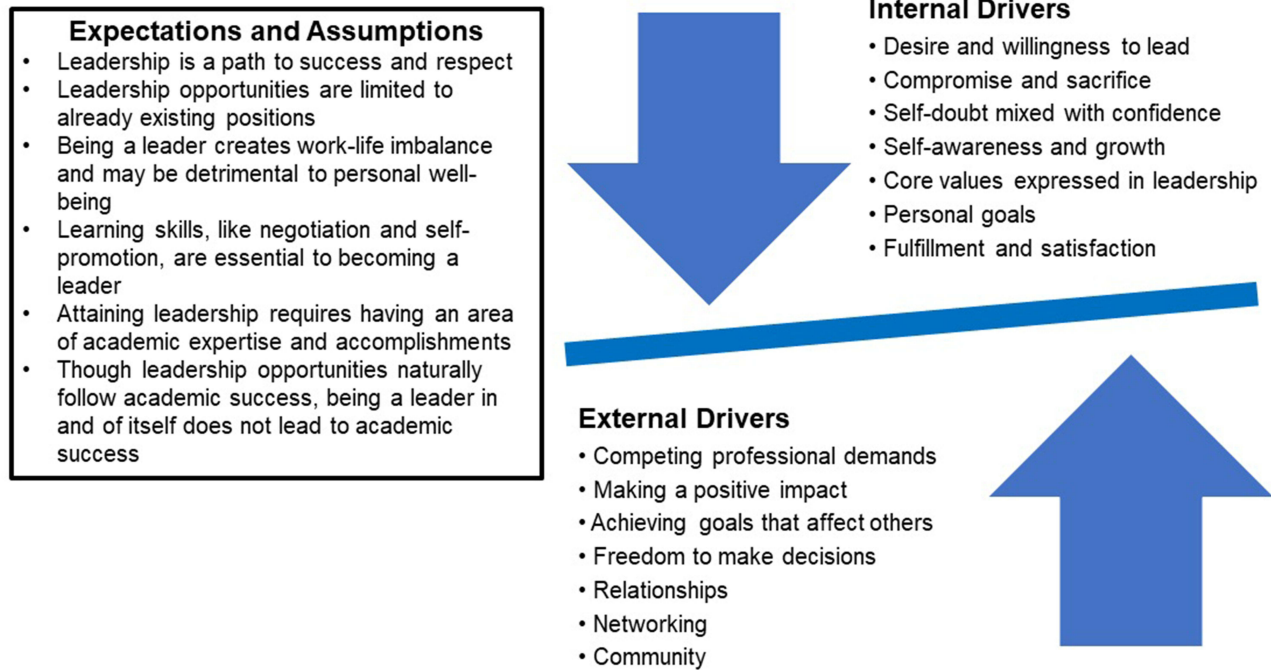 Expectations and Assumptions
• Leadership is a path to success and respect
• Leadership opportunities are limited to
already existing positions
• Being a leader creates work-life imbalance
and may be detrimental to personal well-
being
• Learning skills, like negotiation and self-
promotion, are essential to becoming a
leader
• Attaining leadership requires having an area
of academic expertise and accomplishments
• Though leadership opportunities naturally
follow academic success, being a leader in
and of itself does not lead to academic
success
Internal Drivers
• Desire and willingness to lead
• Compromise and sacrifice
• Self-doubt mixed with confidence
• Self-awareness and growth
• Core values expressed in leadership
• Personal goals
• Fulfillment and satisfaction
External Drivers
• Competing professional demands
• Making a positive impact
• Achieving goals that affect others
• Freedom to make decisions
• Relationships
• Networking
• Community